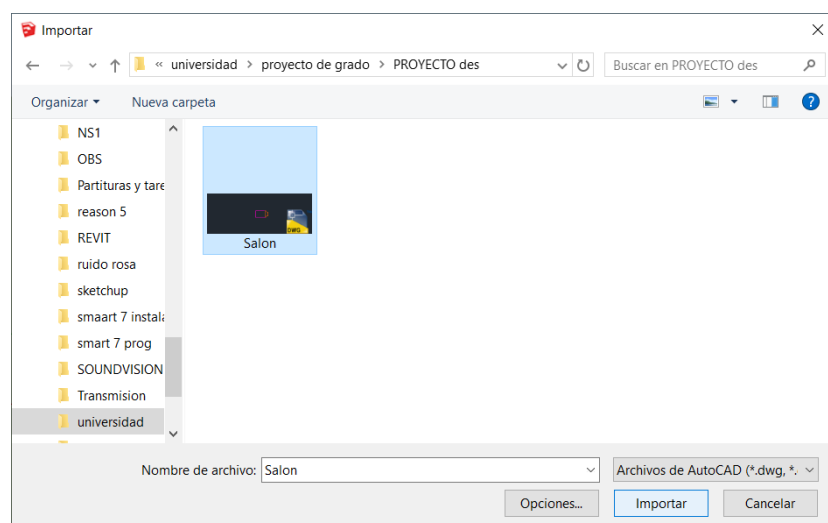 Importar
« universidad > proyecto de grado > PROYECTO des
Buscar en PROYECTO des
Organizar
Nueva carpeta
NS1
OBS
Partituras y tare
reason 5
REVIT
ruido rosa
sketchup
smaart 7 instala
smart 7 prog
SOUNDVISION
Transmision
universidad
DWG
Salon
Nombre de archivo: Salon
Archivos de AutoCAD (*.dwg, *.
Opciones...
Importar
Cancelar